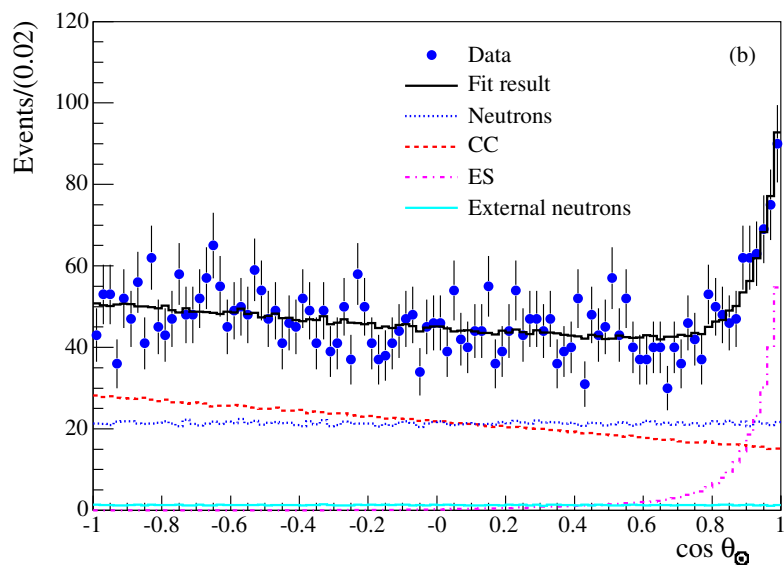 120
(b)
Data
Fit result
Neutrons
CC
ES
External neutrons
Events/(0.02)
100
80
60
40
20
0
-1 -0.8 -0.6 -0.4 -0.2 -0 0.2 0.4 0.6 0.8 1
cos θ☉